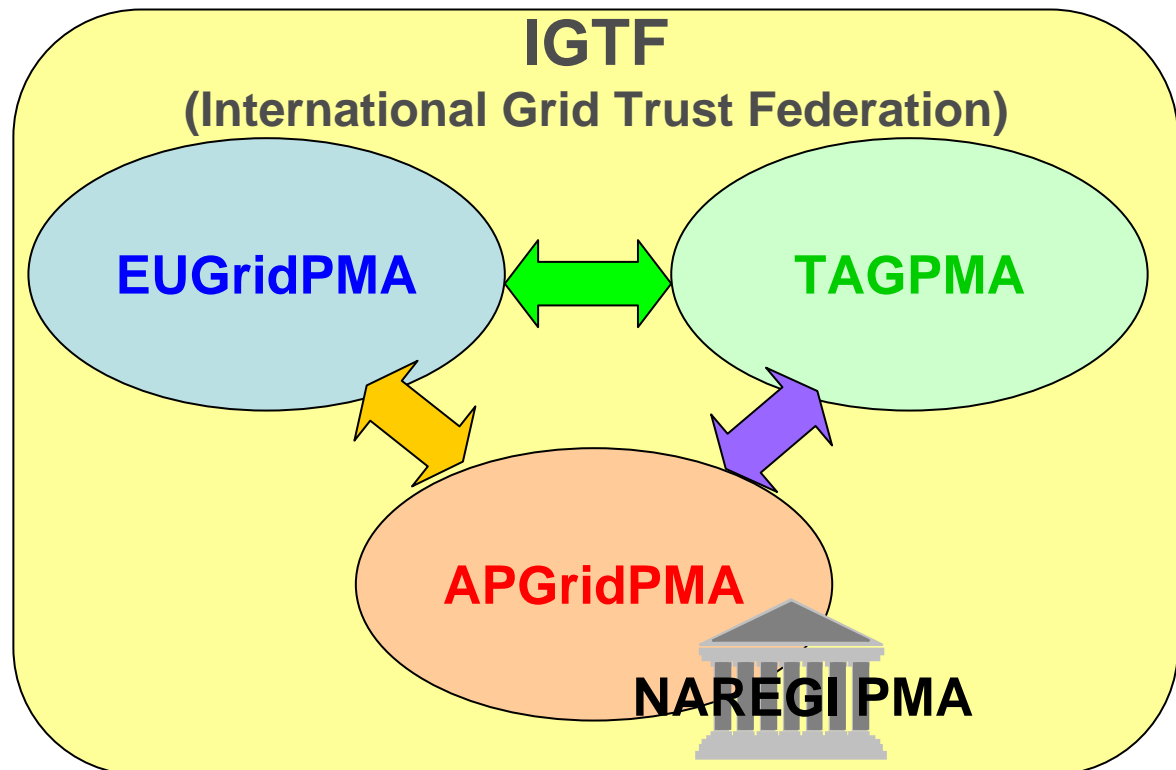 IGTF
(International Grid Trust Federation)
EUGridPMA
TAGPMA
APGridPMA
NAREGI PMA